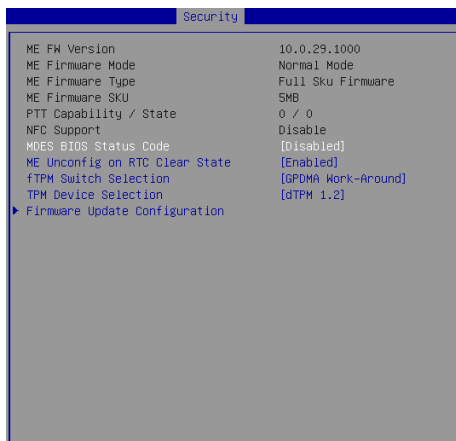 Security
ME FW Version 10.0.29.1000
ME Firmware Mode Normal Mode
ME Firmware Type Full Sku Firmware
ME Firmware SKU 5MB
PTT Capability / State 0 / 0
NFC Support Disable
MDES BIOS Status Code [Disabled]
ME Unconfig on RTC Clear State [Enabled]
fTPM Switch Selection [GPDMA Work-Around]
TPM Device Selection [dTPM 1.2]
Firmware Update Configuration